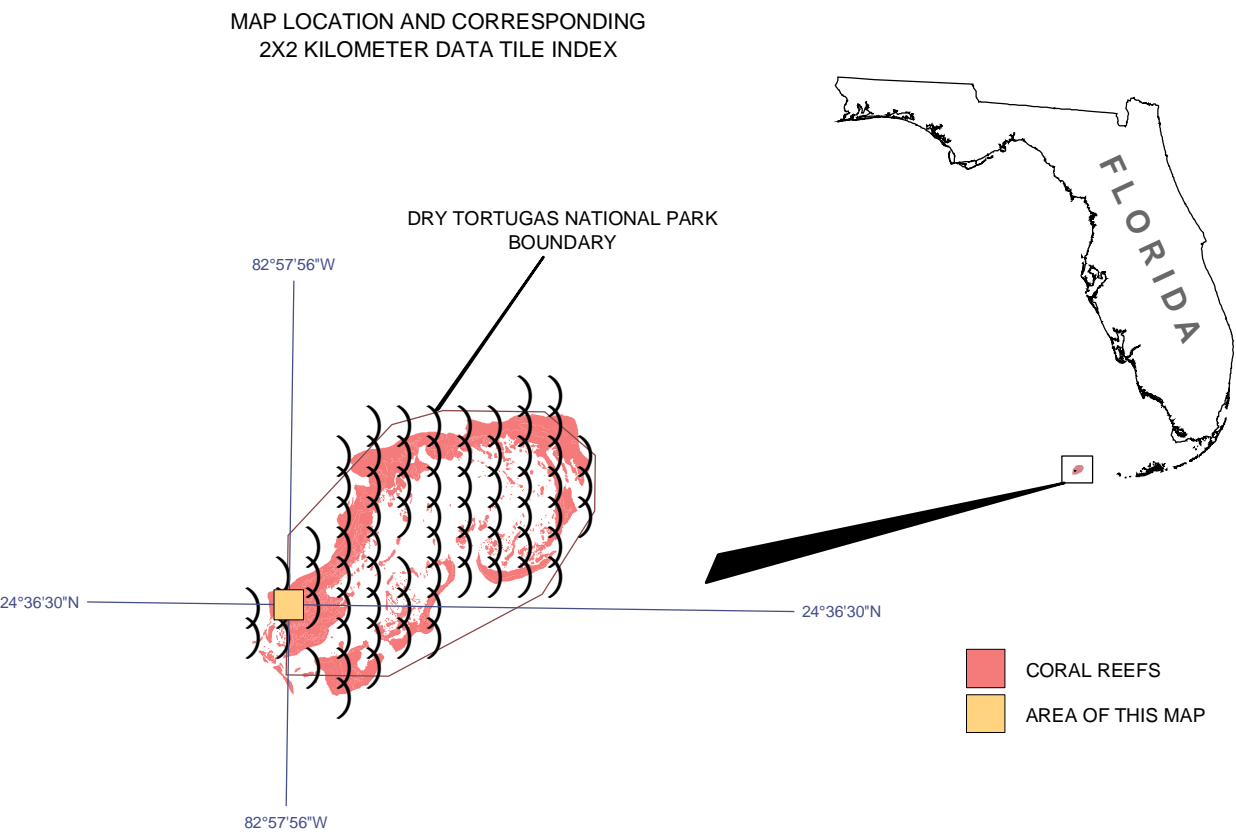 MAP LOCATION AND CORRESPONDING
2X2 KILOMETER DATA TILE INDEX
FLORIDA
DRY TORTUGAS NATIONAL PARK
BOUNDARY
82°57'56"W
24°36'30"N
24°36'30"N
CORAL REEFS
AREA OF THIS MAP
82°57'56"W